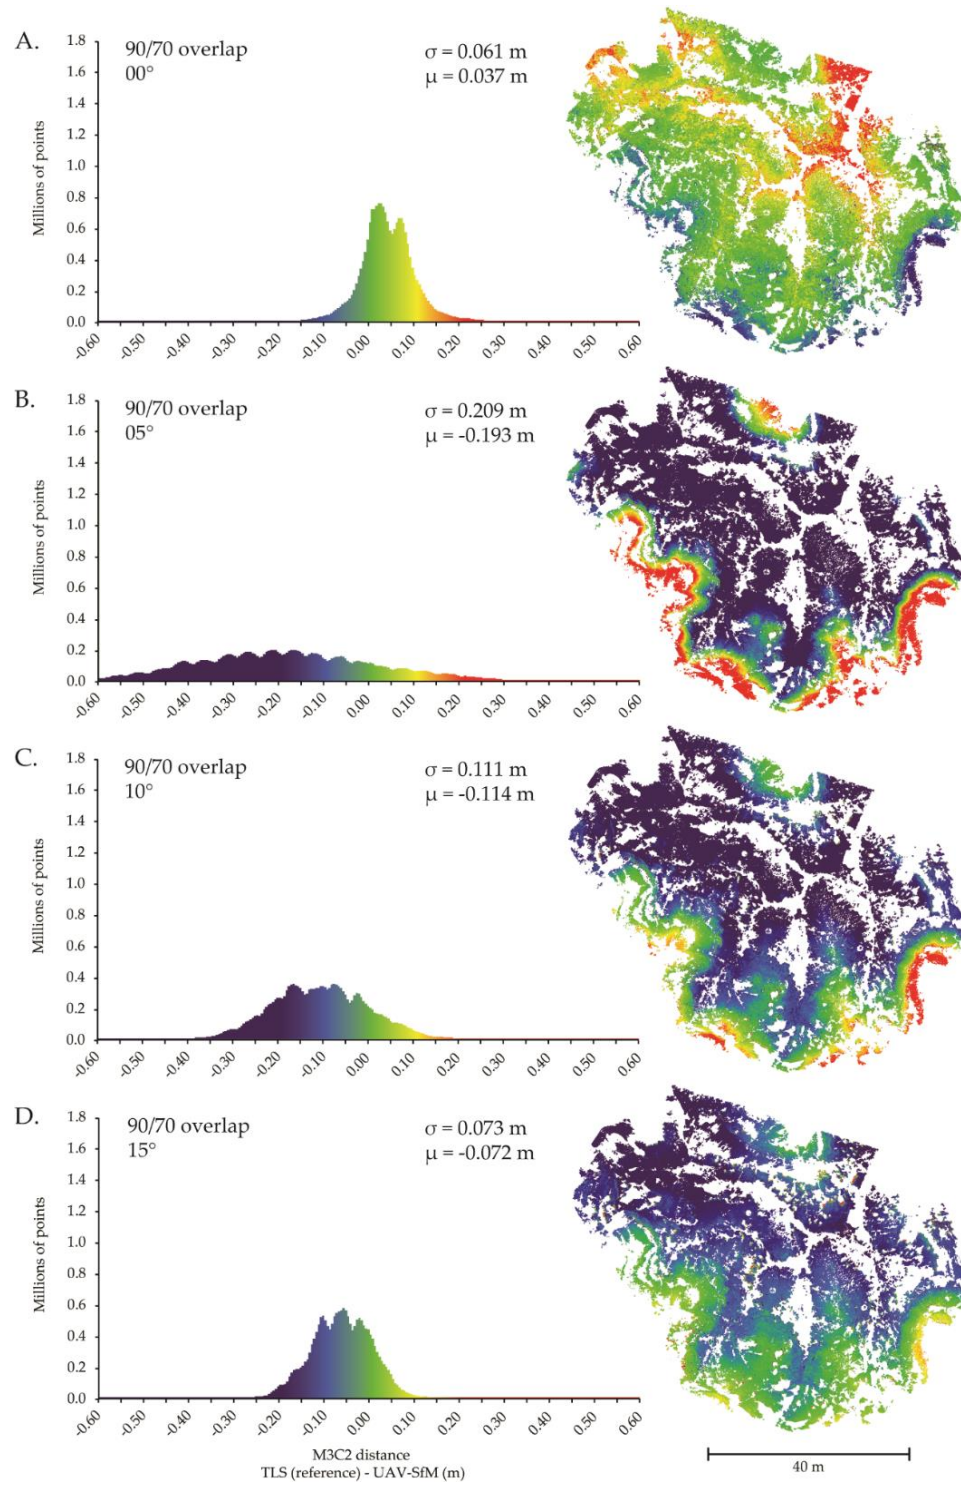 A.
90/70 overlap
00°
σ = 0.061 m
μ = 0.037 m
Millions of points
1.8
1.6
1.4
1.2
1.0
0.8
0.6
0.4
0.2
0.0
-0.60 -0.50 -0.40 -0.30 -0.20 -0.10 0.00 0.10 0.20 0.30 0.40 0.50 0.60
B.
90/70 overlap
05°
σ = 0.209 m
μ = -0.193 m
Millions of points
1.8
1.6
1.4
1.2
1.0
0.8
0.6
0.4
0.2
0.0
-0.60 -0.50 -0.40 -0.30 -0.20 -0.10 0.00 0.10 0.20 0.30 0.40 0.50 0.60
C.
90/70 overlap
10°
σ = 0.111 m
μ = -0.114 m
Millions of points
1.8
1.6
1.4
1.2
1.0
0.8
0.6
0.4
0.2
0.0
-0.60 -0.50 -0.40 -0.30 -0.20 -0.10 0.00 0.10 0.20 0.30 0.40 0.50 0.60
D.
90/70 overlap
15°
σ = 0.073 m
μ = -0.072 m
Millions of points
1.8
1.6
1.4
1.2
1.0
0.8
0.6
0.4
0.2
0.0
-0.60 -0.50 -0.40 -0.30 -0.20 -0.10 0.00 0.10 0.20 0.30 0.40 0.50 0.60
M3C2 distance
TLS (reference) - UAV-SfM (m)
40 m